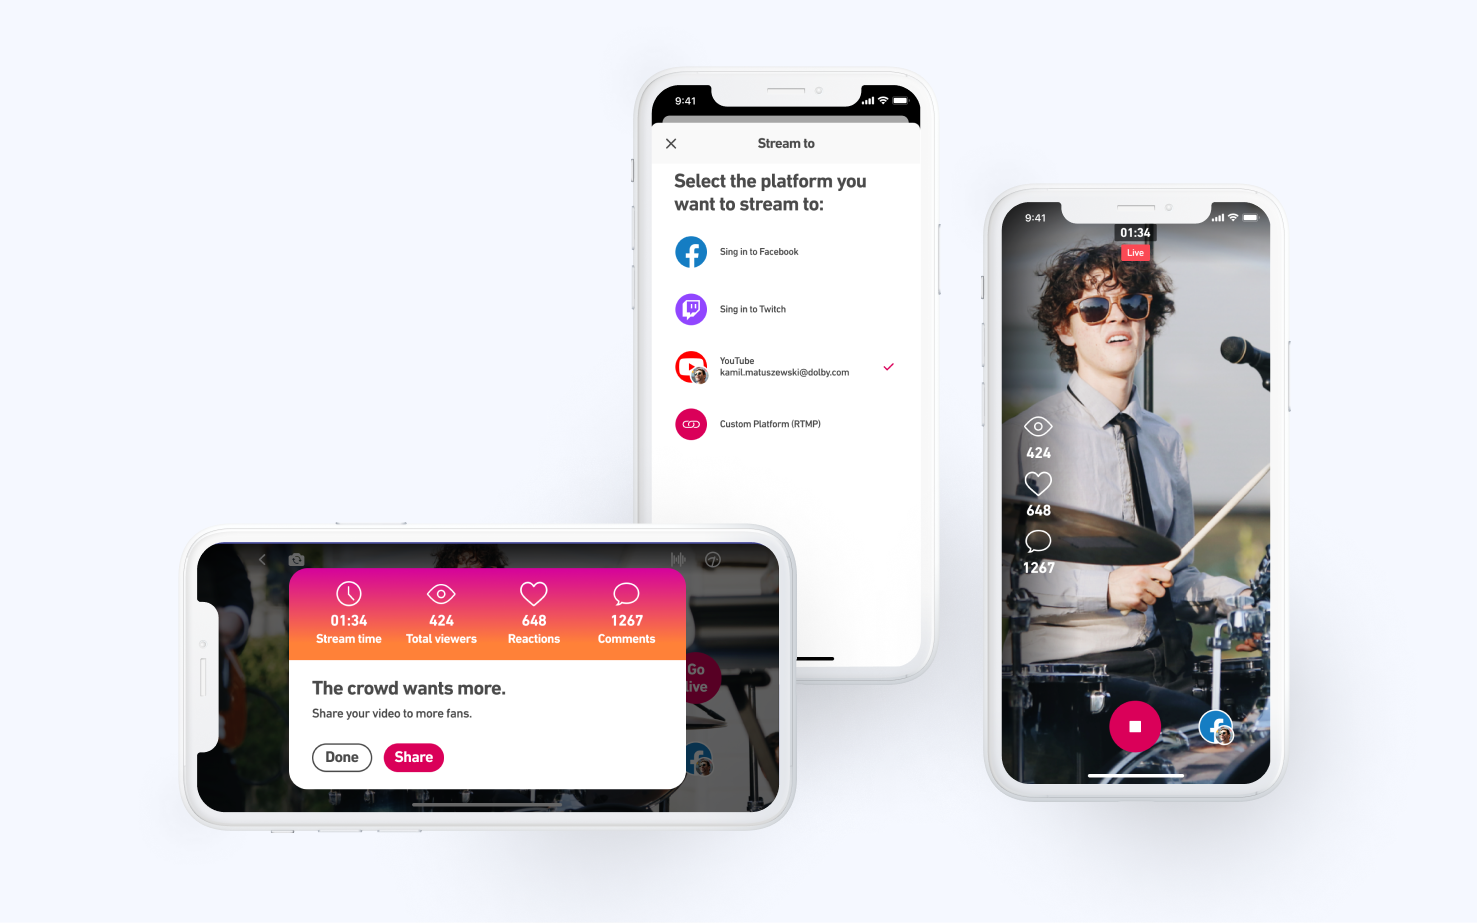 9:41
Stream to
Select the platform you
want to stream to:
Sing in to Facebook
Sing in to Twitch
YouTube
kamil.matuszewski@dolby.com
Custom Platform (RTMP)
9:41
01:34
Live
424
648
1267
01:34
424
648
1267
Stream time
Total viewers
Reactions
Comments
The crowd wants more.
Share your video to more fans.
Done
Share
Go
live